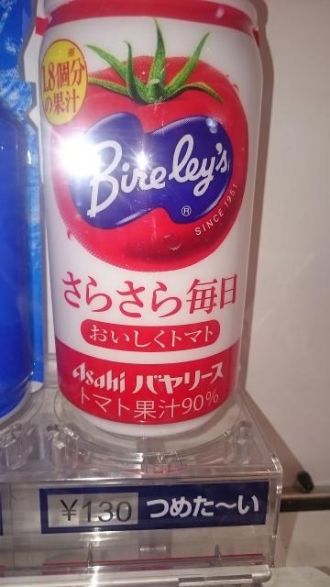 ※
1.8個分
の果汁
Bireley's
®
SINCE 1951
さらさら毎日
おいしくトマト
Asahi バヤリース
トマト果汁90%
¥130 つめた〜い